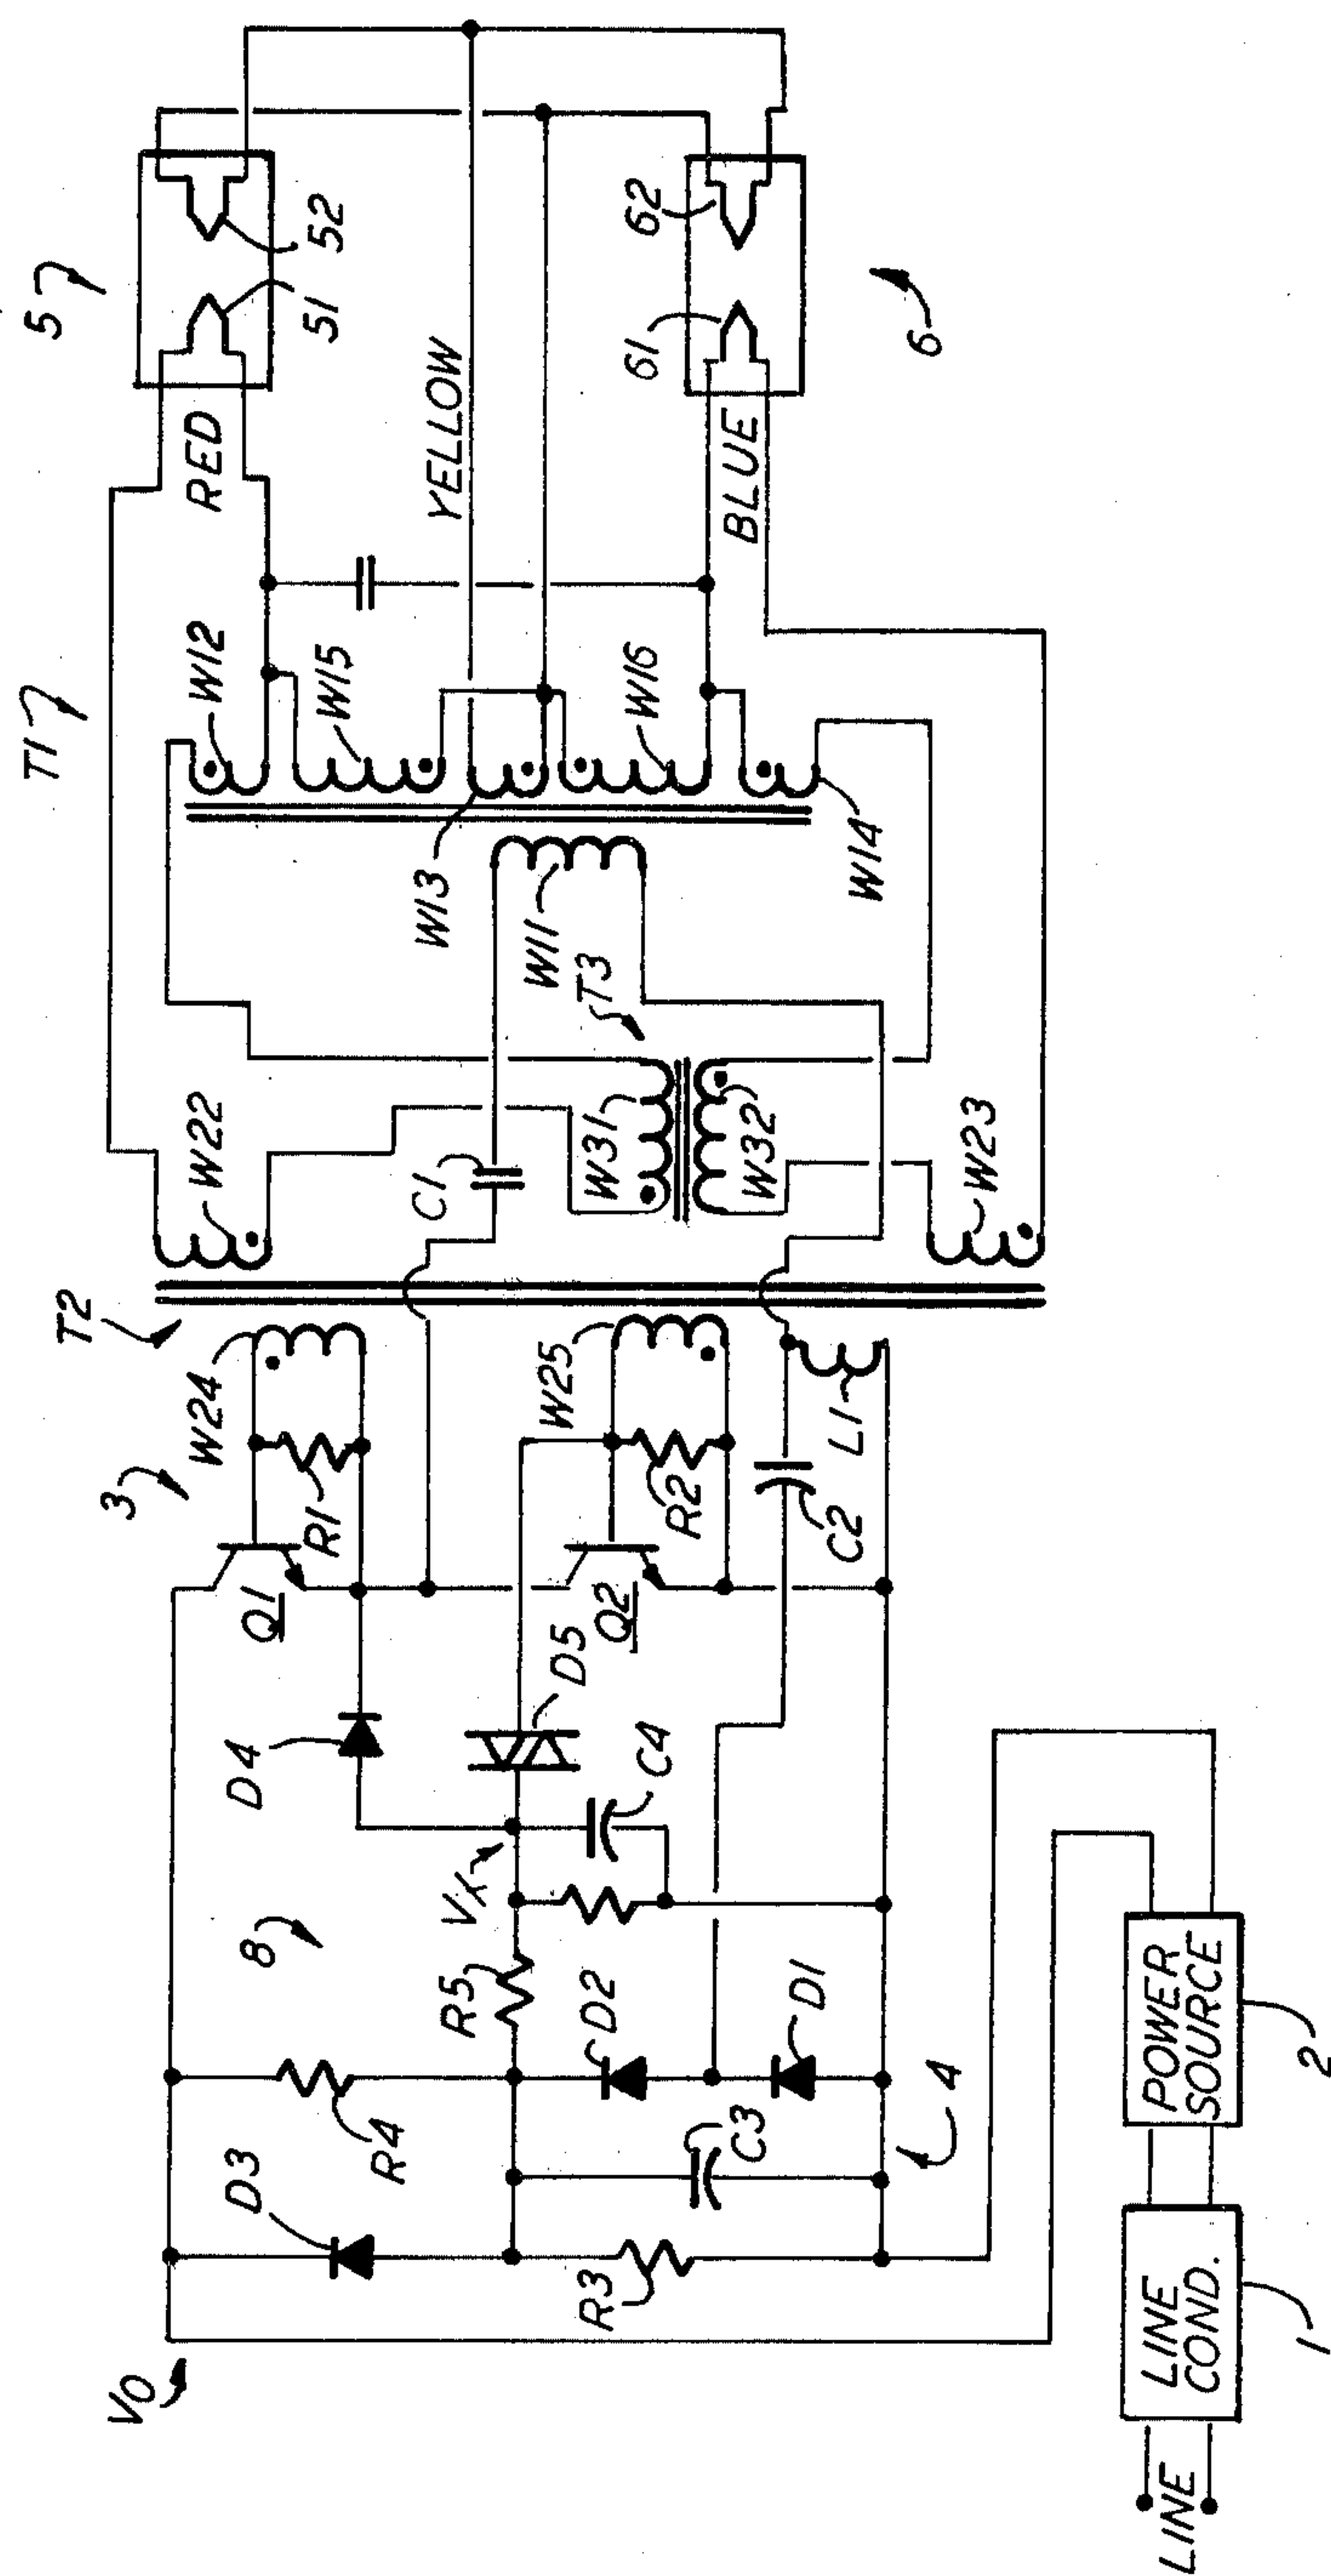 LINE
LINE
COND.
1
POWER
SOURCE
2
VO
D3
R3
R4
C3
4
8
R5
D2
D1
VX
C4
D4
D5
Q1
Q2
3
R1
R2
C2
L1
W24
W25
T2
W22
C1
W31
W32
W23
T3
W11
W13
W14
T1
W12
W15
W16
RED
YELLOW
BLUE
5
51
52
61
62
6